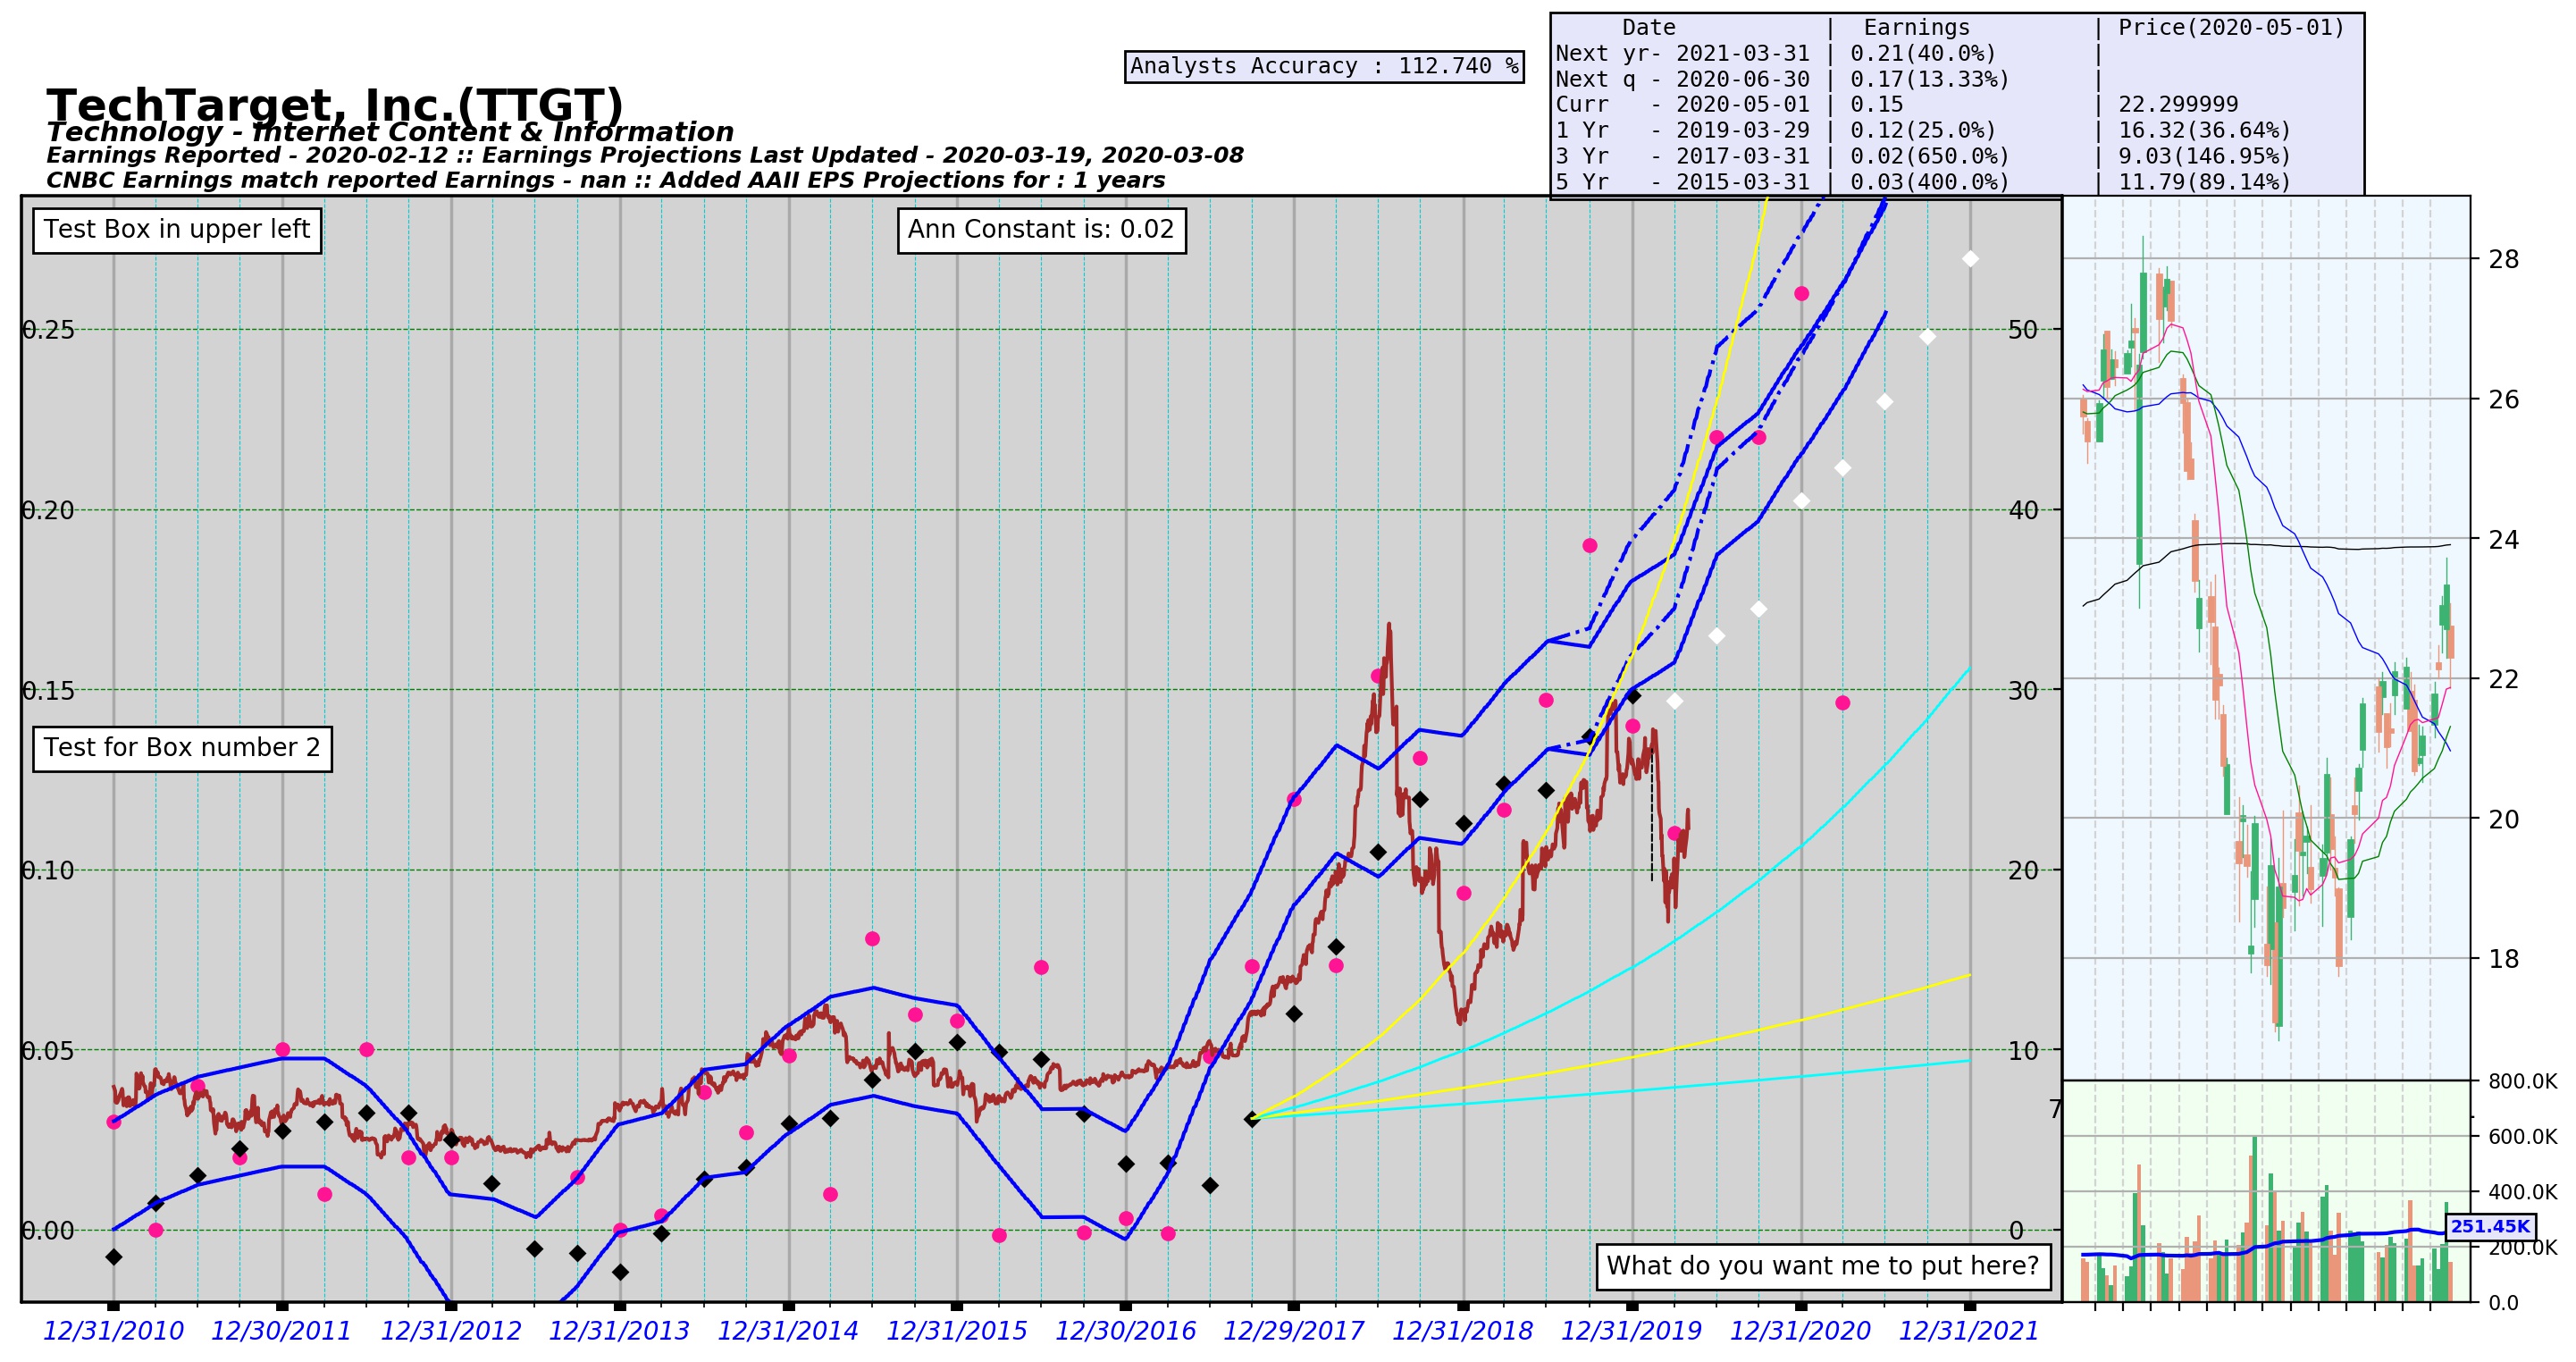 Date | Earnings | Price(2020-05-01)
Next yr- 2021-03-31 | 0.21(40.0%) |
Analysts Accuracy : 112.740 %
Next q - 2020-06-30 | 0.17(13.33%) |
TechTarget, Inc.(TTGT)
Curr - 2020-05-01 | 0.15 | 22.299999
Technology - Internet Content & Information
1 Yr - 2019-03-29 | 0.12(25.0%) | 16.32(36.64%)
Earnings Reported - 2020-02-12 :: Earnings Projections Last Updated - 2020-03-19, 2020-03-08
3 Yr - 2017-03-31 | 0.02(650.0%) | 9.03(146.95%)
CNBC Earnings match reported Earnings - nan :: Added AAII EPS Projections for : 1 years
5 Yr - 2015-03-31 | 0.03(400.0%) | 11.79(89.14%)
Test Box in upper left
Ann Constant is: 0.02
28
0.25
50
26
0.20
40
24
0.15
30
22
Test for Box number 2
20
0.10
20
18
0.05
10
800.0K
7
600.0K
400.0K
0.00
0
251.45K
200.0K
What do you want me to put here?
0.0
12/31/2010 12/30/2011 12/31/2012 12/31/2013 12/31/2014 12/31/2015 12/30/2016 12/29/2017 12/31/2018 12/31/2019 12/31/2020 12/31/2021